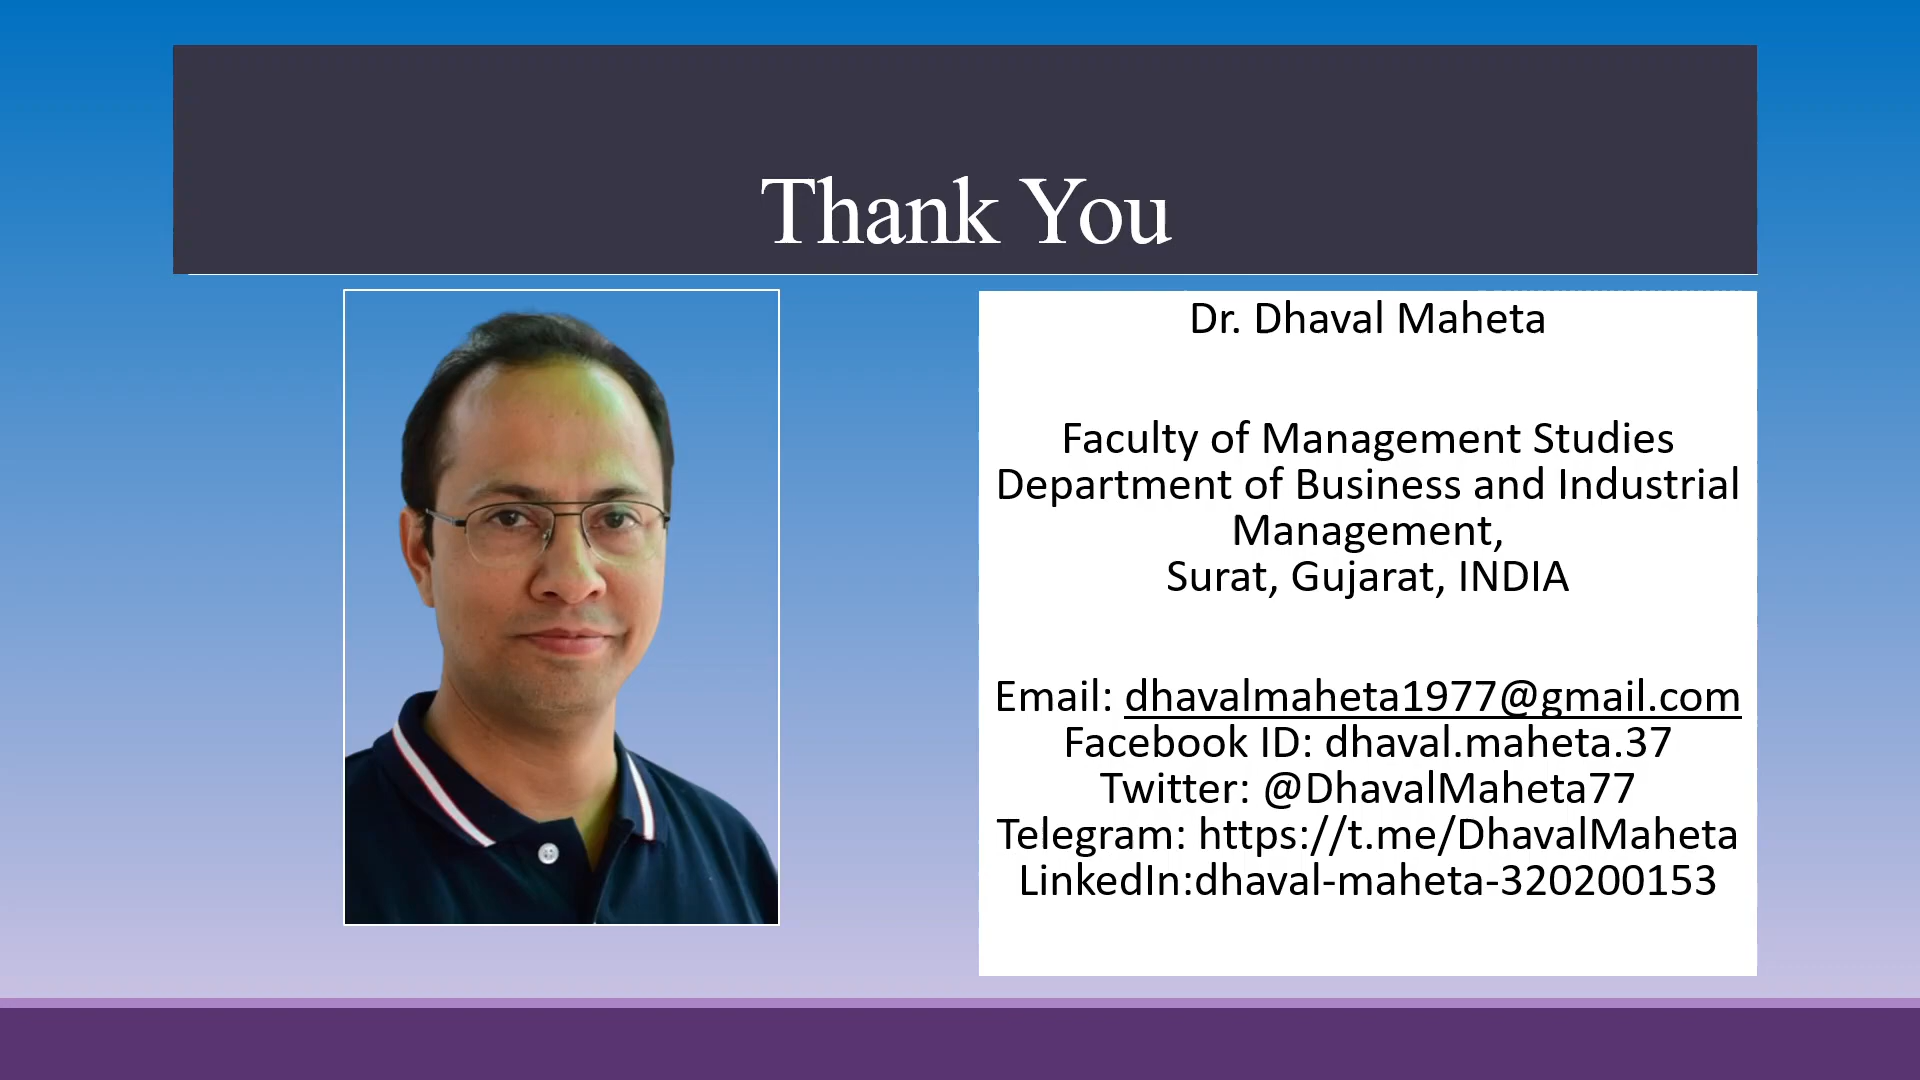 Thank You
Dr. Dhaval Maheta
Faculty of Management Studies
Department of Business and Industrial
Management,
Surat, Gujarat, INDIA
Email: dhavalmaheta1977@gmail.com
Facebook ID: dhaval.maheta.37
Twitter: @DhavalMaheta77
Telegram: https://t.me/DhavalMaheta
LinkedIn:dhaval-maheta-320200153